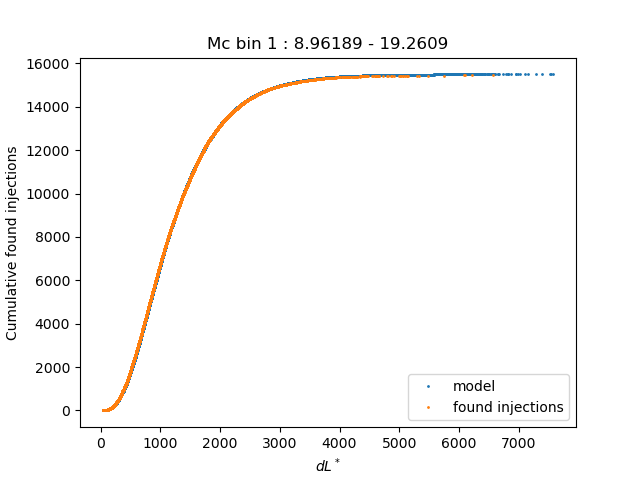 Mc bin 1 : 8.96189 - 19.2609
Cumulative found injections
16000
14000
12000
10000
8000
6000
4000
2000
0
0 1000 2000 3000 4000 5000 6000 7000
dL*
model
found injections